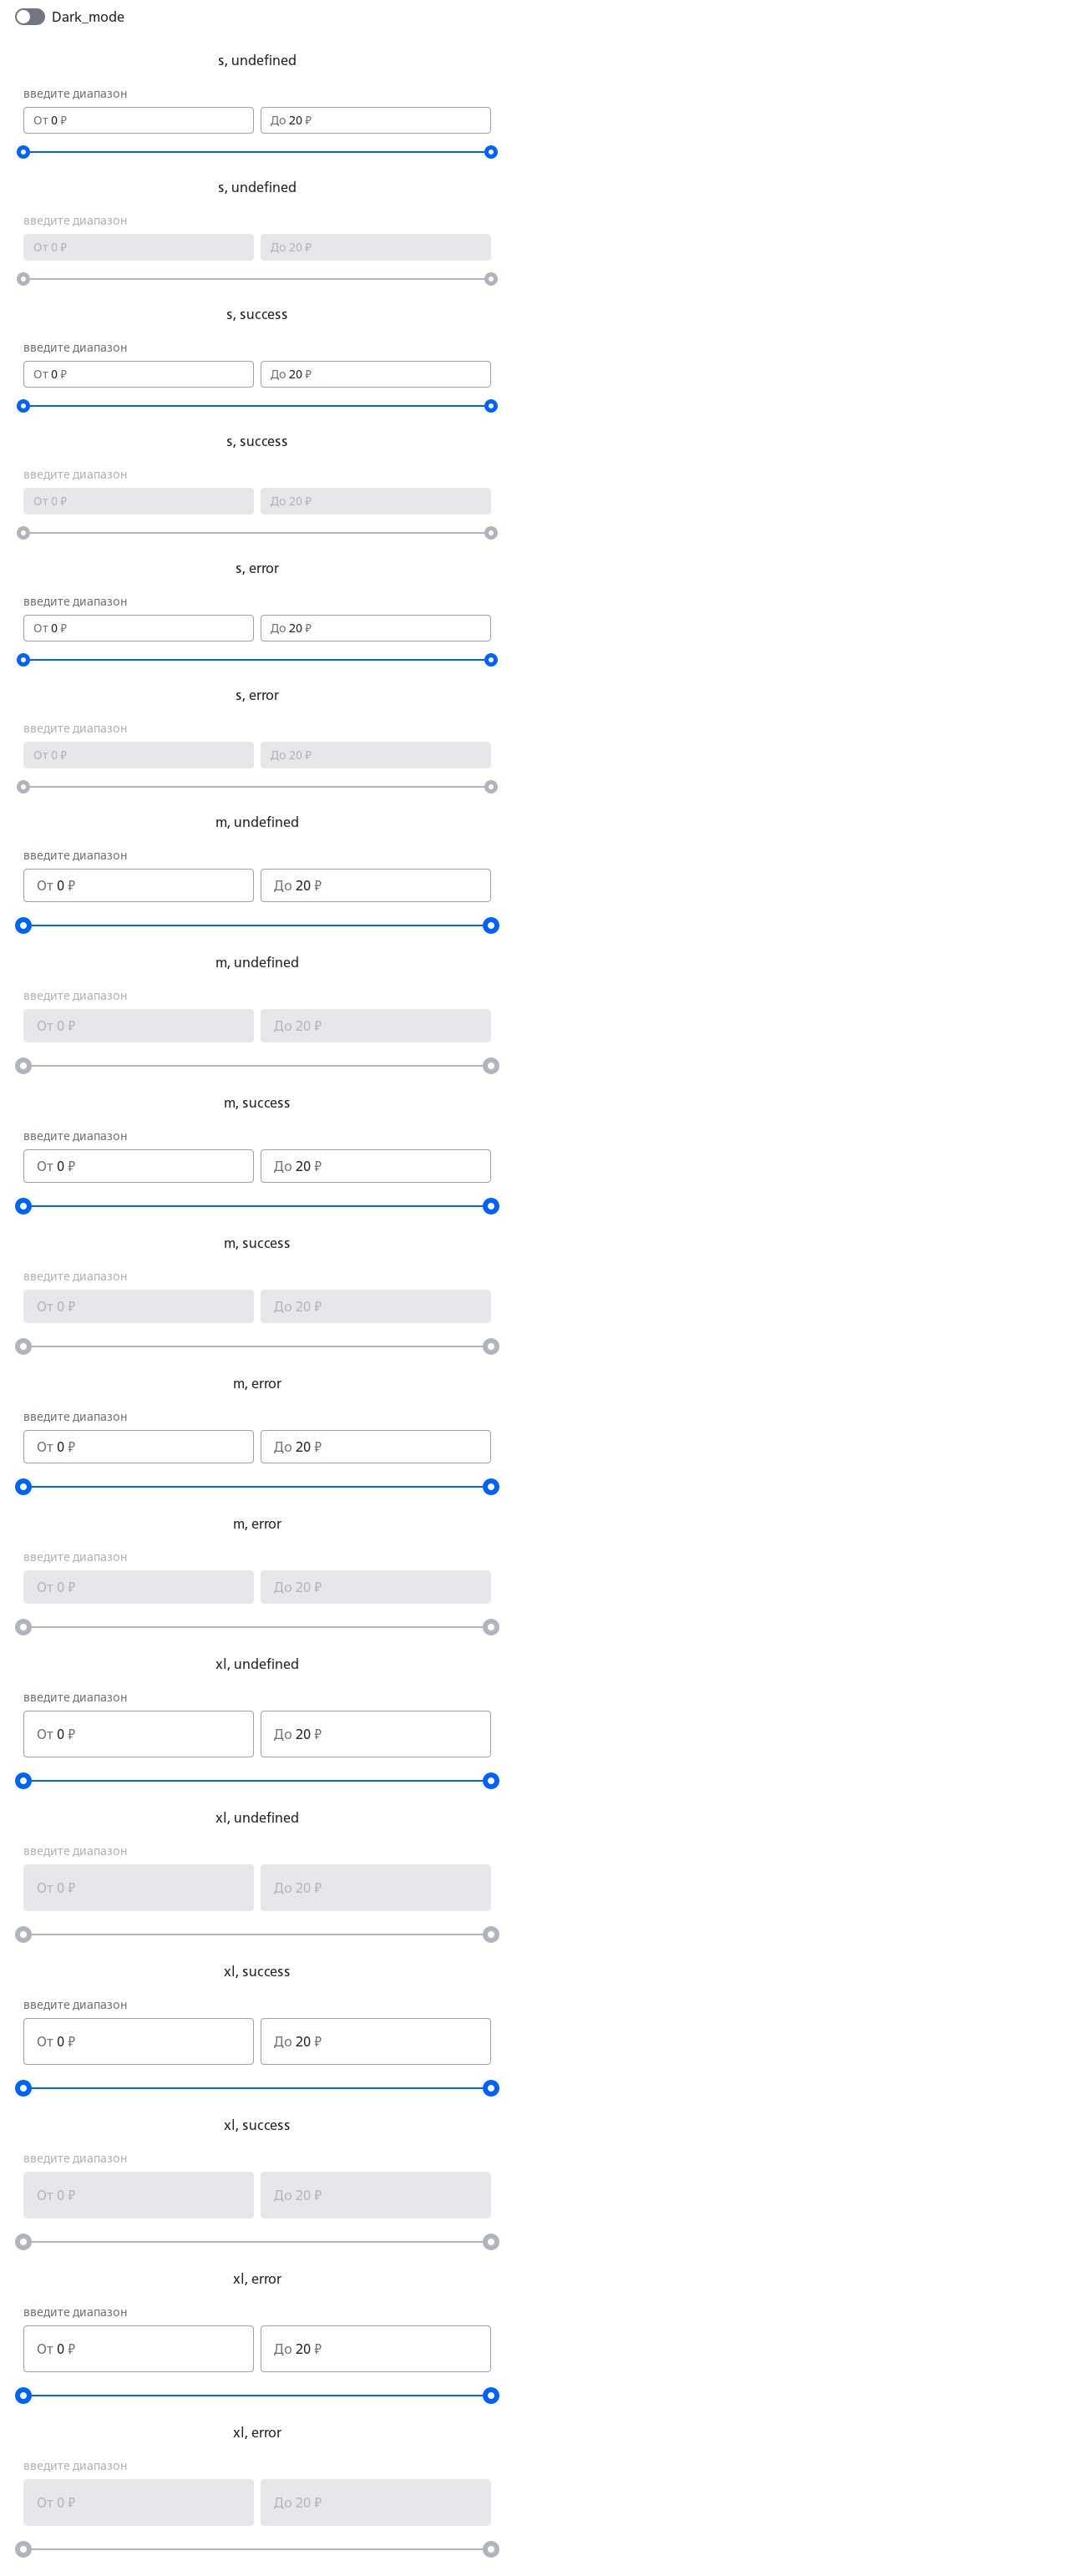 Dark_mode
s, undefined
введите диапазон
От 0 ₽ До 20 ₽
s, undefined
введите диапазон
От 0 ₽ До 20 ₽
s, success
введите диапазон
От 0 ₽ До 20 ₽
s, success
введите диапазон
От 0 ₽ До 20 ₽
s, error
введите диапазон
От 0 ₽ До 20 ₽
s, error
введите диапазон
От 0 ₽ До 20 ₽
m, undefined
введите диапазон
От 0 ₽ До 20 ₽
m, undefined
введите диапазон
От 0 ₽ До 20 ₽
m, success
введите диапазон
От 0 ₽ До 20 ₽
m, success
введите диапазон
От 0 ₽ До 20 ₽
m, error
введите диапазон
От 0 ₽ До 20 ₽
m, error
введите диапазон
От 0 ₽ До 20 ₽
xl, undefined
введите диапазон
От 0 ₽ До 20 ₽
xl, undefined
введите диапазон
От 0 ₽ До 20 ₽
xl, success
введите диапазон
От 0 ₽ До 20 ₽
xl, success
введите диапазон
От 0 ₽ До 20 ₽
xl, error
введите диапазон
От 0 ₽ До 20 ₽
xl, error
введите диапазон
От 0 ₽ До 20 ₽